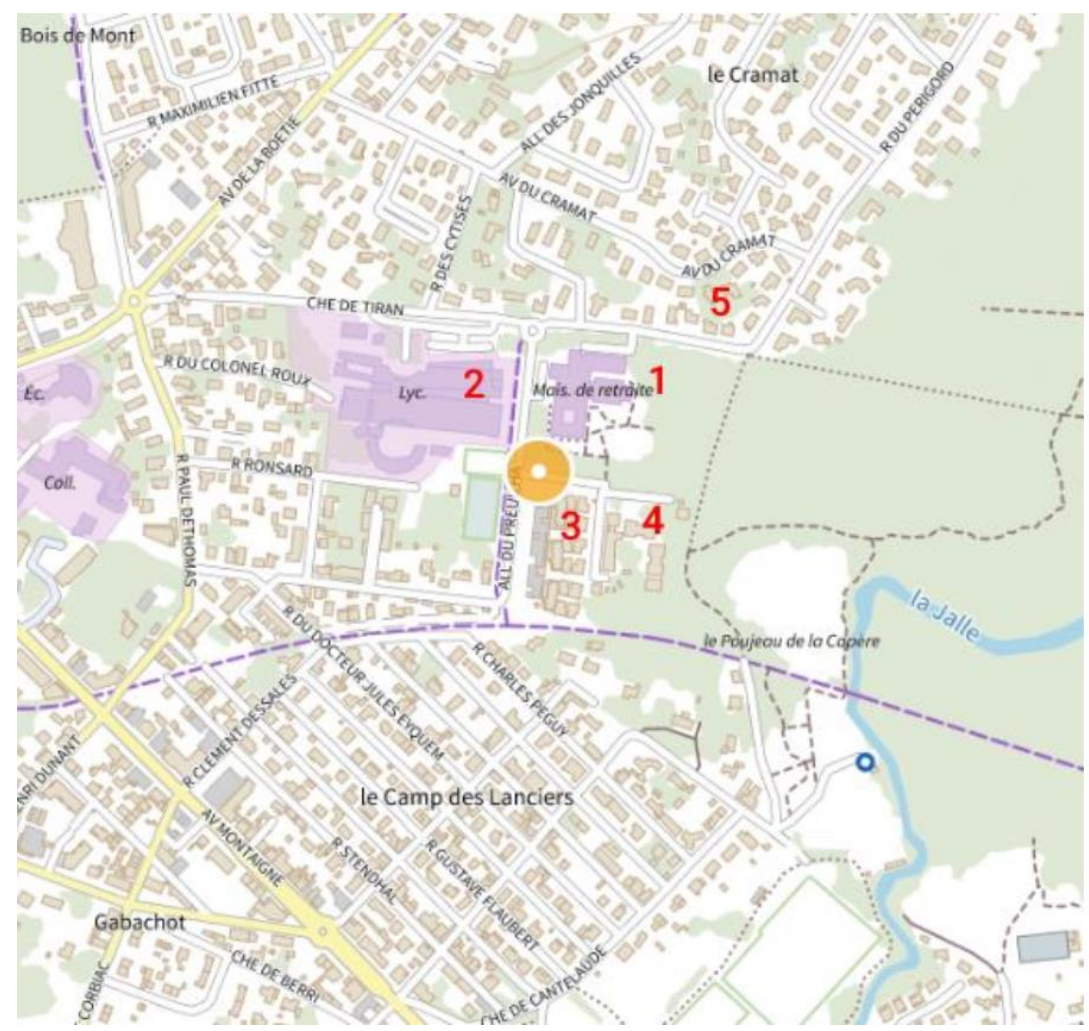 Bois de Mont
le Cramat
R MAXIMILIEN FITTE
ALL DES JONQUILLES
R DU PERIGORD
AV DE LA BOETIE
AV DU CRAMAT
R DES CYTISES
AV DU CRAMAT
5
CHE DE TIRAN
R DU COLONEL ROUX
Éc.
Lyc.
2
Mais. de retraite
1
R RONSARD
Coll.
R PAUL DETHOMAS
ALL DU PREU
3
4
la Jalle
le Poujeau de la Capère
R DU DOCTEUR JULES EYQUEM
R CHARLES PEGUY
R CLEMENT DESSALES
ENRI DUNANT
le Camp des Lanciers
AV MONTAIGNE
R STENDHAL
R GUSTAVE FLAUBERT
Gabachot
CHE DE BERRI
CORBIAC
CHE DE CANTELAUDE